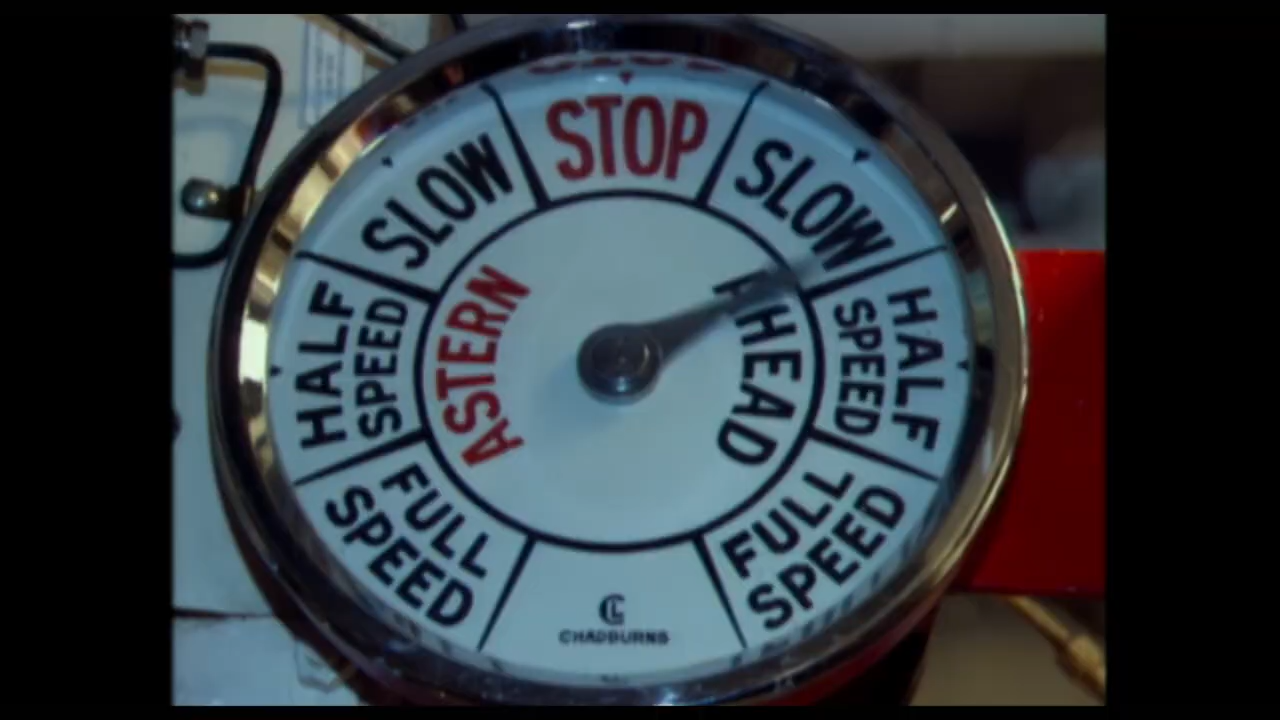 STOP
SLOW
SLOW
HALF
SPEED
HALF
SPEED
ASTERN
AHEAD
FULL
SPEED
FULL
SPEED
CHADBURNS